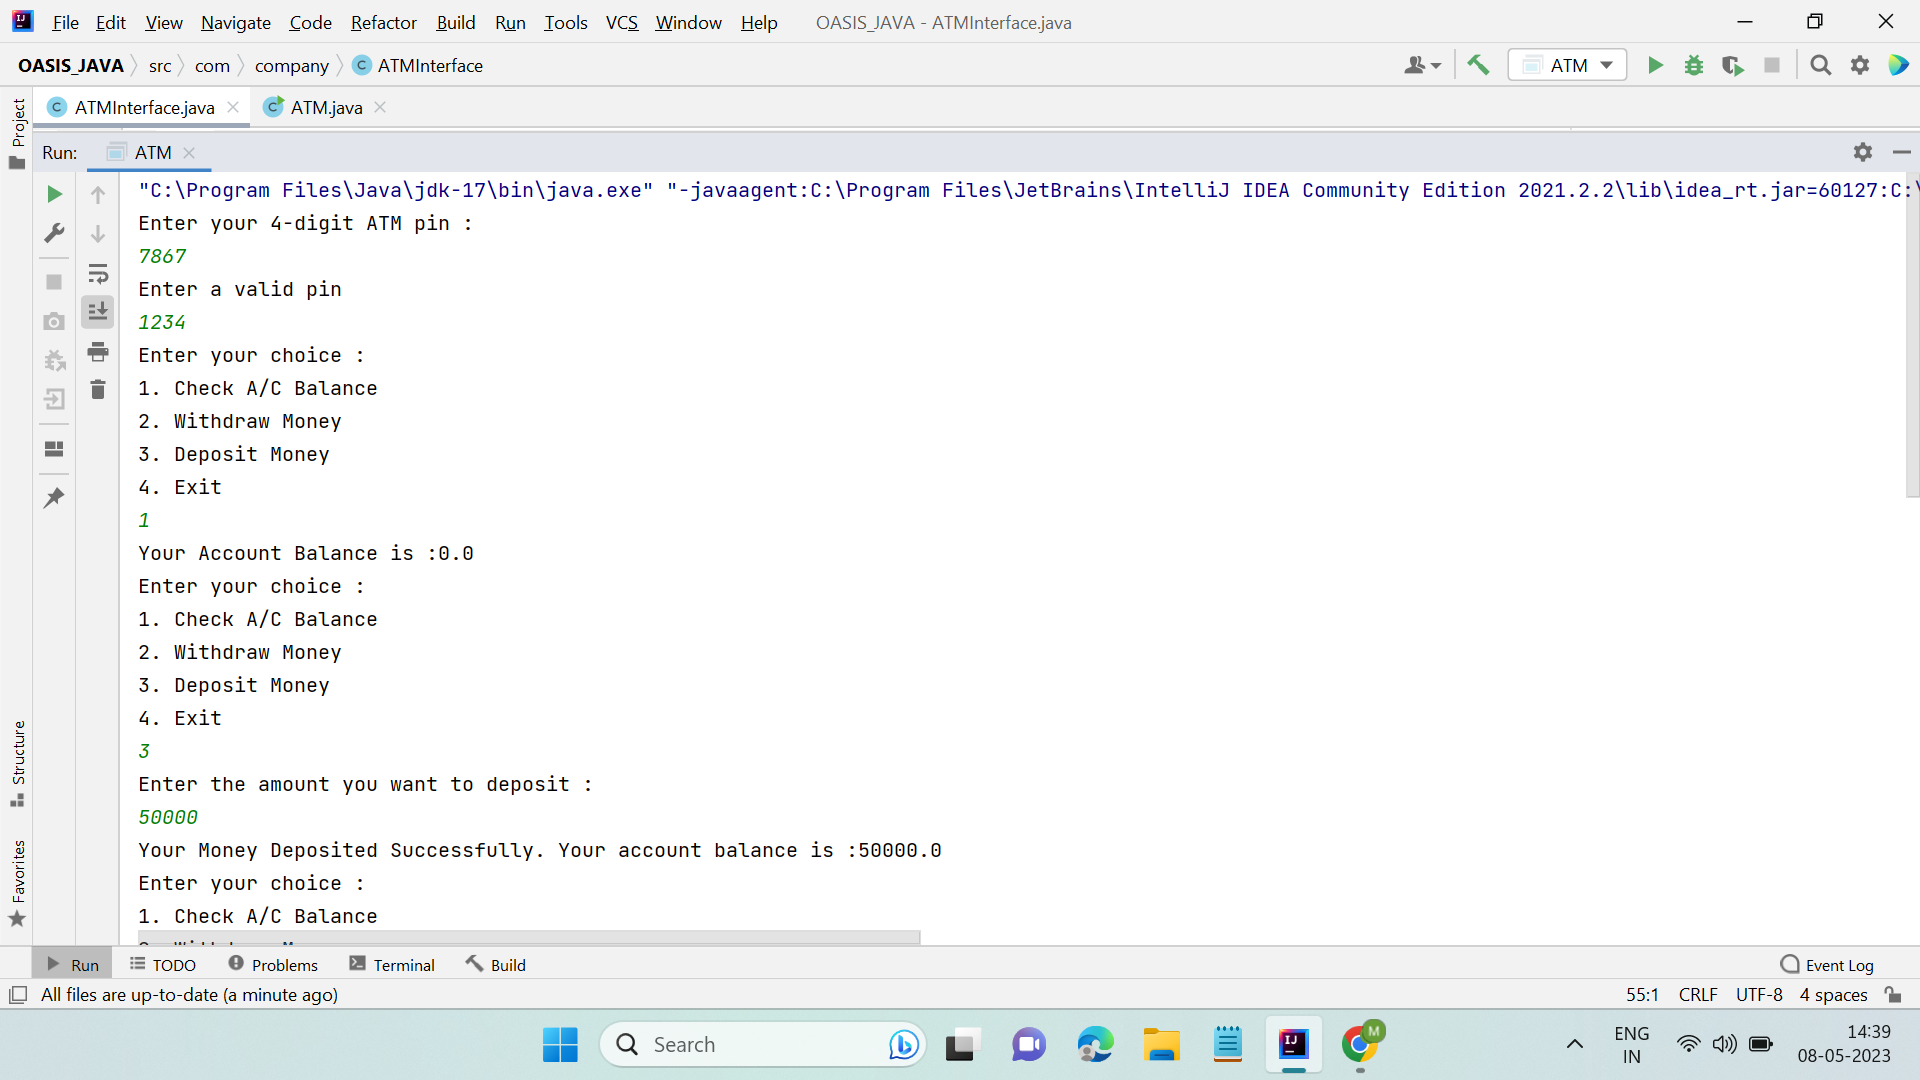 File Edit View Navigate Code Refactor Build Run Tools VCS Window Help OASIS_JAVA - ATMInterface.java
OASIS_JAVA src com company C ATMInterface ATM
C ATMInterface.java C ATM.java
Project
Run: ATM
"C:\Program Files\Java\jdk-17\bin\java.exe" "-javaagent:C:\Program Files\JetBrains\IntelliJ IDEA Community Edition 2021.2.2\lib\idea_rt.jar=60127:C:\
Enter your 4-digit ATM pin :
7867
Enter a valid pin
1234
Enter your choice :
1. Check A/C Balance
2. Withdraw Money
3. Deposit Money
4. Exit
1
Your Account Balance is :0.0
Enter your choice :
1. Check A/C Balance
2. Withdraw Money
3. Deposit Money
4. Exit
3
Enter the amount you want to deposit :
50000
Your Money Deposited Successfully. Your account balance is :50000.0
Enter your choice :
1. Check A/C Balance
Structure
Favorites
Run TODO Problems Terminal Build Event Log
All files are up-to-date (a minute ago) 55:1 CRLF UTF-8 4 spaces
Search
IJ
M
ENG
IN
14:39
08-05-2023